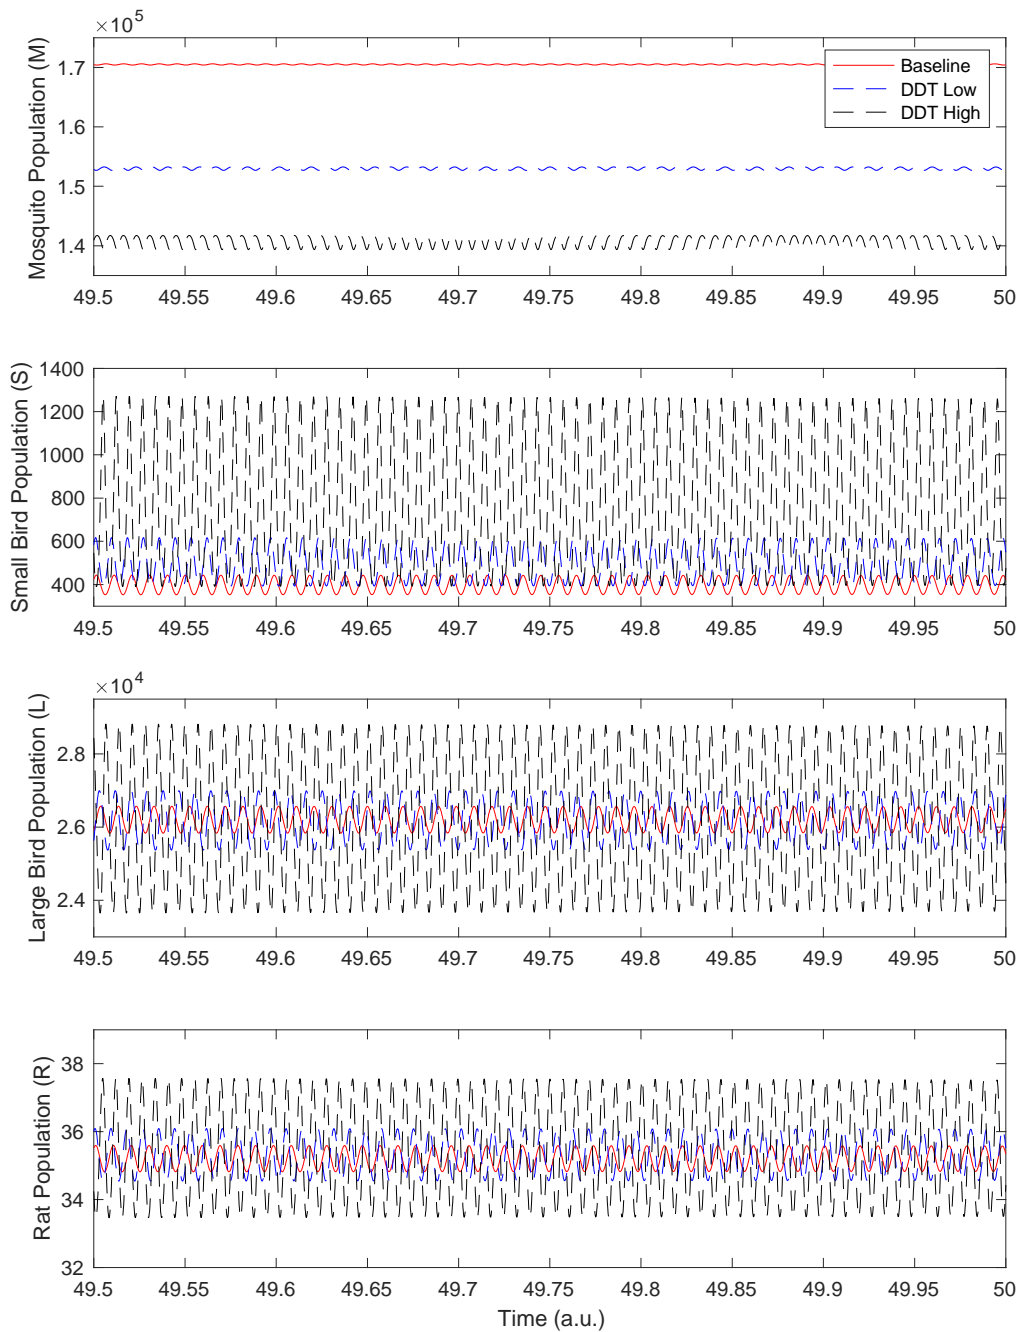 ×10^5
Mosquito Population (M)
1.7
1.6
1.5
1.4
Baseline
DDT Low
DDT High
49.5 49.55 49.6 49.65 49.7 49.75 49.8 49.85 49.9 49.95 50
Small Bird Population (S)
1400
1200
1000
800
600
400
49.5 49.55 49.6 49.65 49.7 49.75 49.8 49.85 49.9 49.95 50
×10^4
Large Bird Population (L)
2.8
2.6
2.4
49.5 49.55 49.6 49.65 49.7 49.75 49.8 49.85 49.9 49.95 50
Rat Population (R)
38
36
34
32
49.5 49.55 49.6 49.65 49.7 49.75 49.8 49.85 49.9 49.95 50
Time (a.u.)